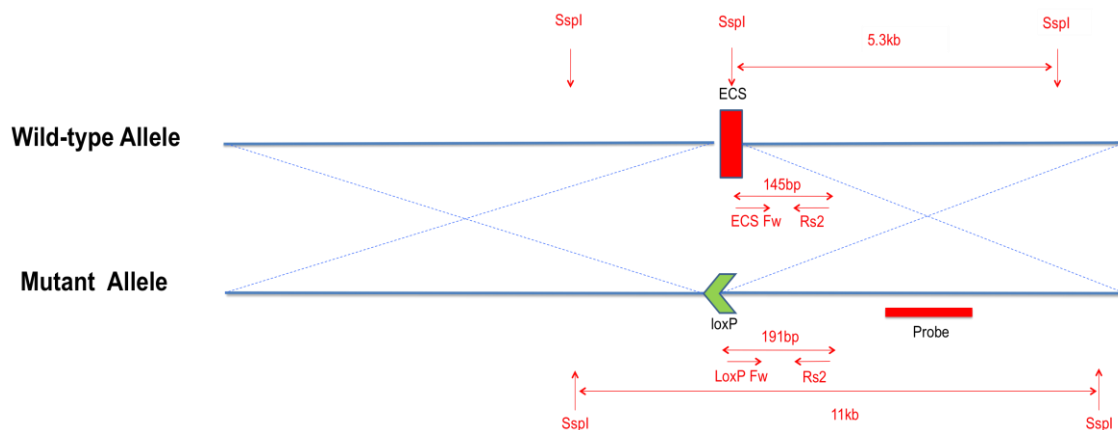 SspI
SspI
SspI
5.3kb
ECS
Wild-type Allele
145bp
ECS Fw
Rs2
Mutant Allele
loxP
Probe
191bp
LoxP Fw
Rs2
SspI
SspI
11kb